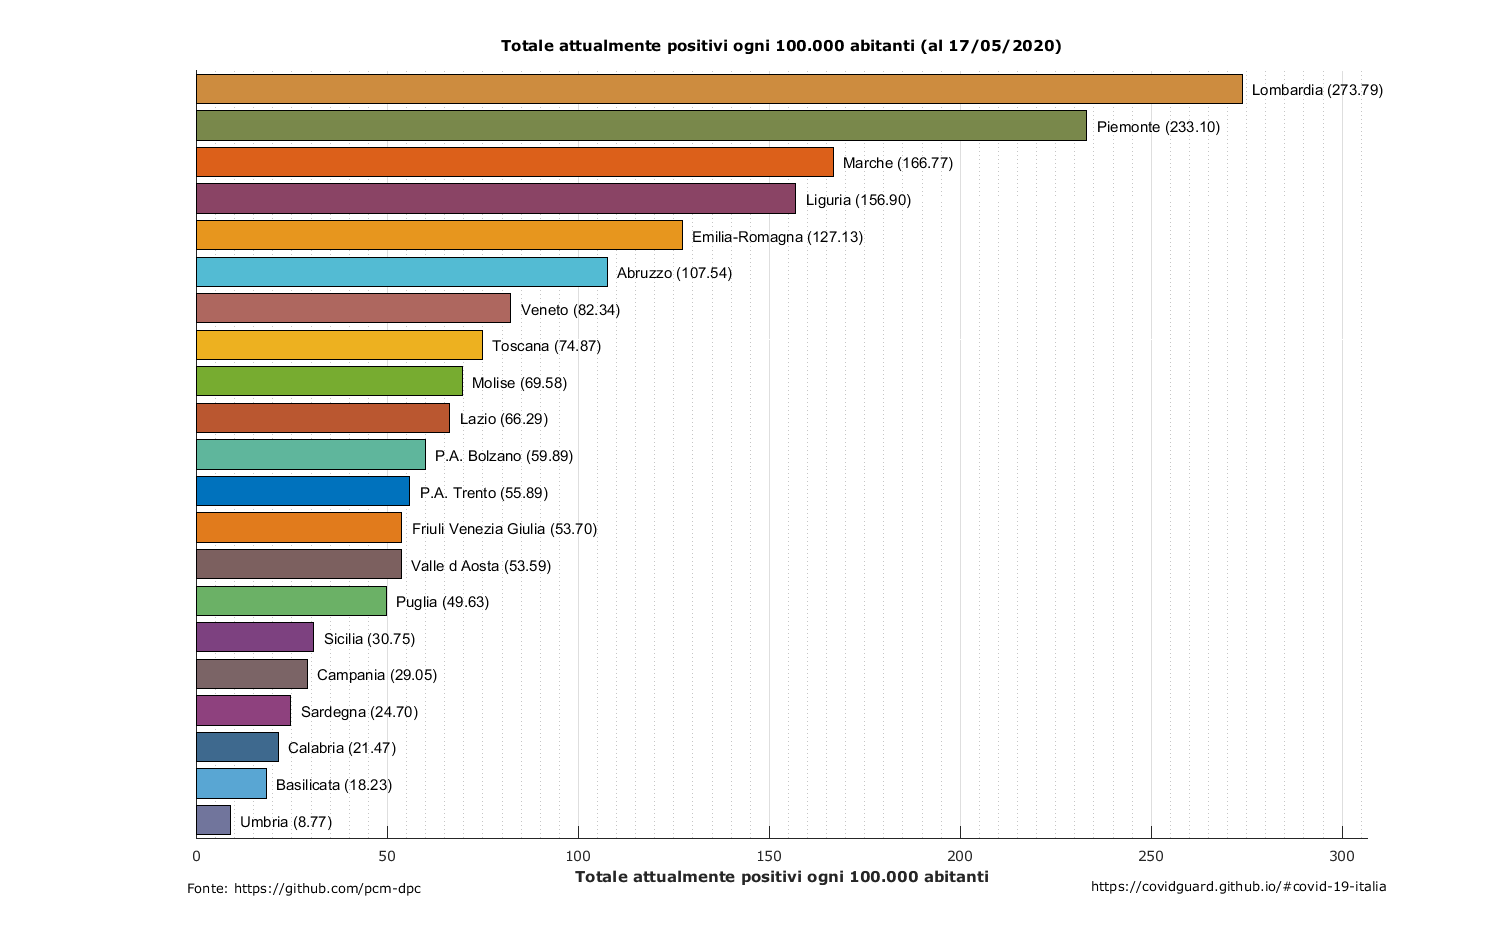 Totale attualmente positivi ogni 100.000 abitanti (al 17/05/2020)
Lombardia (273.79)
Piemonte (233.10)
Marche (166.77)
Liguria (156.90)
Emilia-Romagna (127.13)
Abruzzo (107.54)
Veneto (82.34)
Toscana (74.87)
Molise (69.58)
Lazio (66.29)
P.A. Bolzano (59.89)
P.A. Trento (55.89)
Friuli Venezia Giulia (53.70)
Valle d Aosta (53.59)
Puglia (49.63)
Sicilia (30.75)
Campania (29.05)
Sardegna (24.70)
Calabria (21.47)
Basilicata (18.23)
Umbria (8.77)
0 50 100 150 200 250 300
Totale attualmente positivi ogni 100.000 abitanti
Fonte: https://github.com/pcm-dpc
https://covidguard.github.io/#covid-19-italia